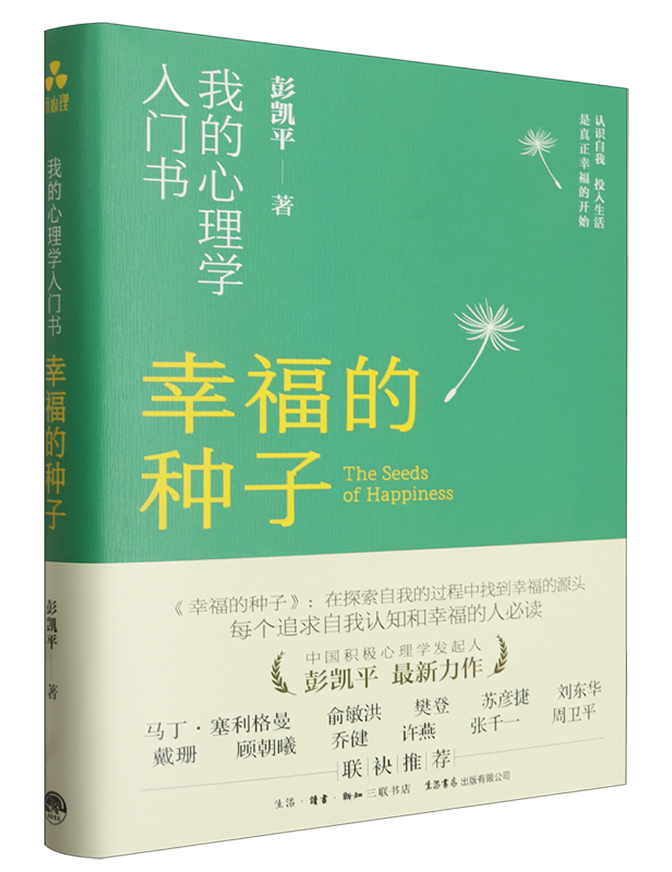 心理
我的心理学入门书
幸福的种子
彭凯平 著
我的心理学
入门书
彭凯平 著
认识自我 投入生活
是真正幸福的开始
幸福的
种子
The Seeds
of Happiness
《幸福的种子》：在探索自我的过程中找到幸福的源头
每个追求自我认知和幸福的人必读
中国积极心理学发起人
彭凯平 最新力作
马丁·塞利格曼 俞敏洪 樊登 苏彦捷 刘东华
戴珊 顾朝曦 乔健 许燕 张千一 周卫平
联袂推荐
生活·讀書·新知三联书店 生活書店出版有限公司